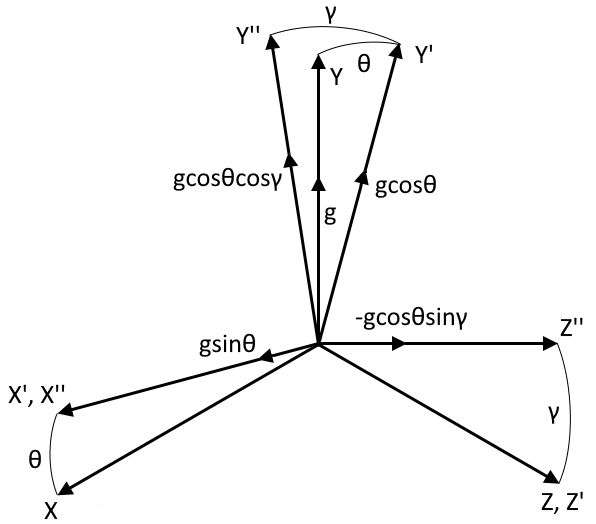 γ
Y''
Y'
θ
Y
gcosθcosγ
gcosθ
g
-gcosθsinγ
Z''
gsinθ
X', X''
γ
θ
X
Z, Z'